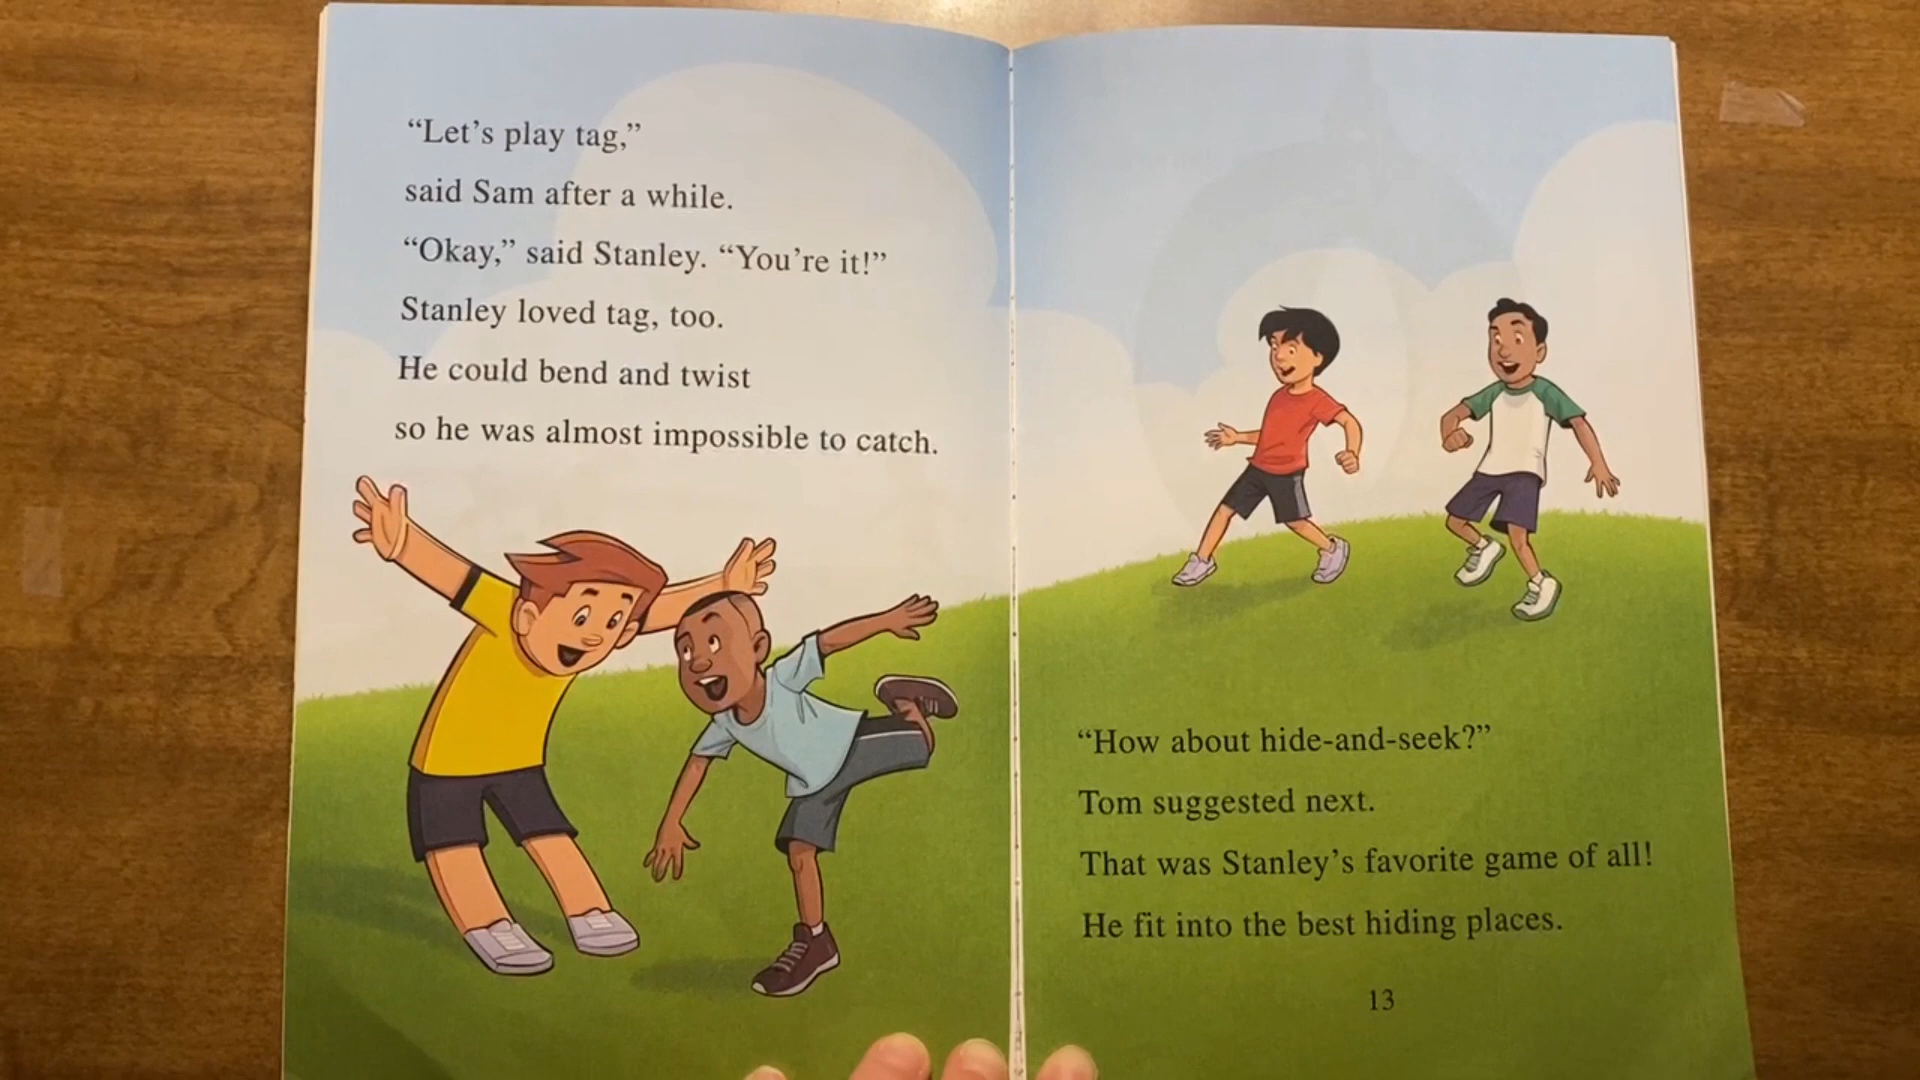 “Let’s play tag,”
said Sam after a while.
“Okay,” said Stanley. “You’re it!”
Stanley loved tag, too.
He could bend and twist
so he was almost impossible to catch.
“How about hide-and-seek?”
Tom suggested next.
That was Stanley’s favorite game of all!
He fit into the best hiding places.
13